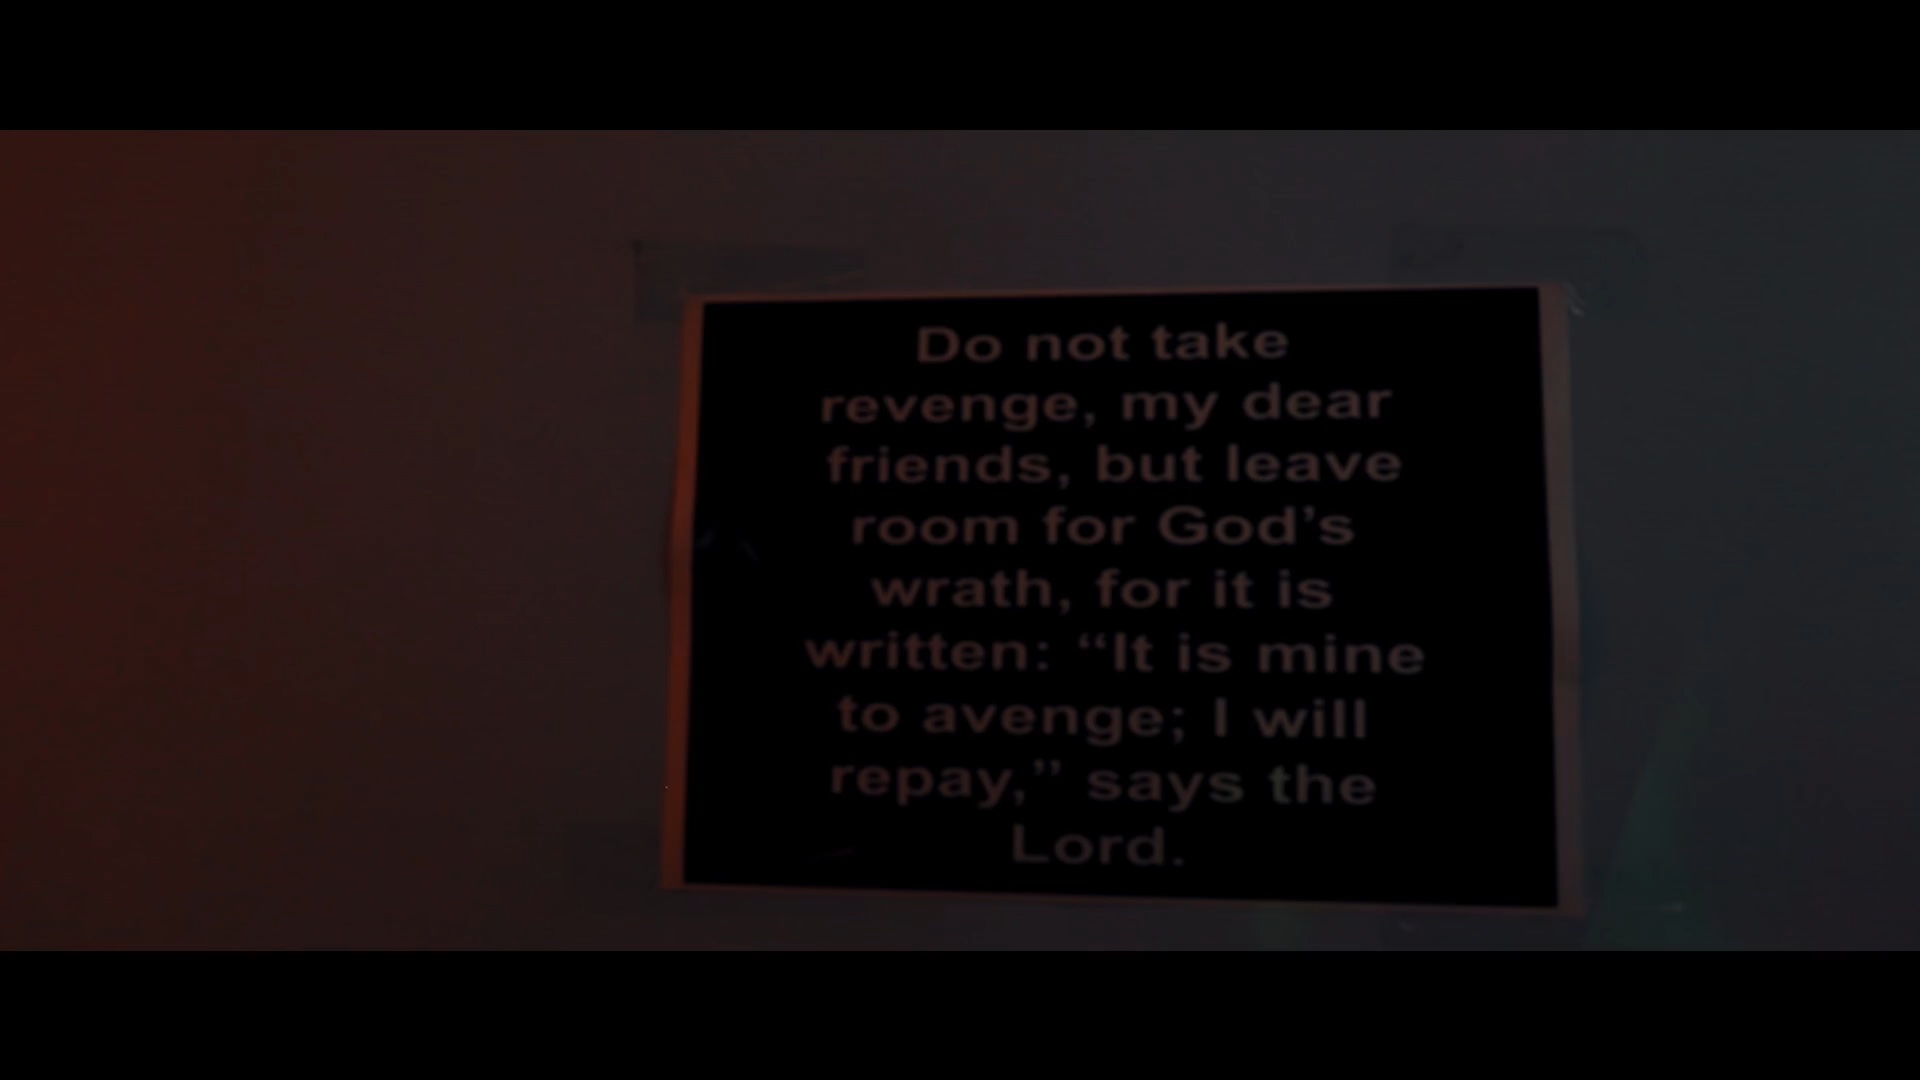 Do not take
revenge, my dear
friends, but leave
room for God’s
wrath, for it is
written: “It is mine
to avenge; I will
repay,” says the
Lord.